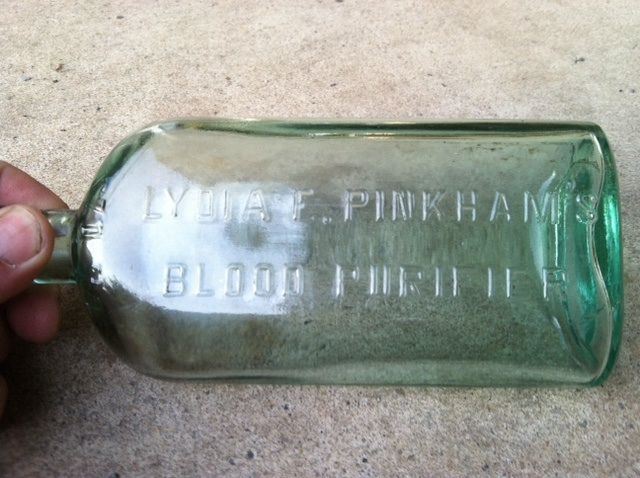 LYDIA E. PINKHAM'S
BLOOD PURIFIER